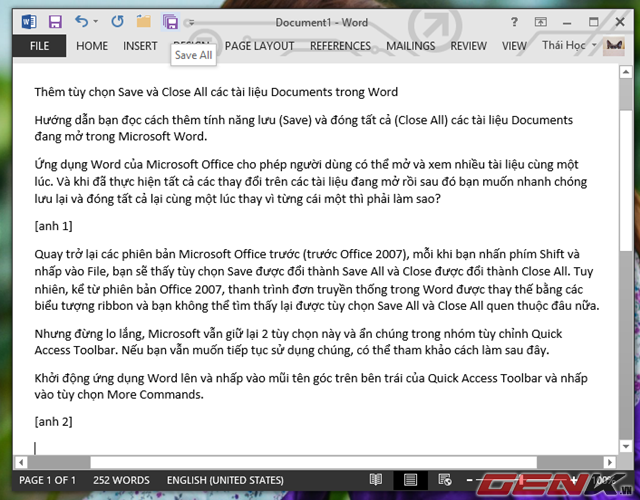 Document1 - Word
FILE HOME INSERT DESIGN PAGE LAYOUT REFERENCES MAILINGS REVIEW VIEW Thái Học
Save All
Thêm tùy chọn Save và Close All các tài liệu Documents trong Word
Hướng dẫn bạn đọc cách thêm tính năng lưu (Save) và đóng tất cả (Close All) các tài liệu Documents
đang mở trong Microsoft Word.
Ứng dụng Word của Microsoft Office cho phép người dùng có thể mở và xem nhiều tài liệu cùng một
lúc. Và khi đã thực hiện tất cả các thay đổi trên các tài liệu đang mở rồi sau đó bạn muốn nhanh chóng
lưu lại và đóng tất cả lại cùng một lúc thay vì từng cái một thì phải làm sao?
[anh 1]
Quay trở lại các phiên bản Microsoft Office trước (trước Office 2007), mỗi khi bạn nhấn phím Shift và
nhấp vào File, bạn sẽ thấy tùy chọn Save được đổi thành Save All và Close được đổi thành Close All. Tuy
nhiên, kể từ phiên bản Office 2007, thanh trình đơn truyền thống trong Word được thay thế bằng các
biểu tượng ribbon và bạn không thể tìm thấy lại được tùy chọn Save All và Close All quen thuộc đâu nữa.
Nhưng đừng lo lắng, Microsoft vẫn giữ lại 2 tùy chọn này và ẩn chúng trong nhóm tùy chỉnh Quick
Access Toolbar. Nếu bạn vẫn muốn tiếp tục sử dụng chúng, có thể tham khảo cách làm sau đây.
Khởi động ứng dụng Word lên và nhấp vào mũi tên góc trên bên trái của Quick Access Toolbar và nhấp
vào tùy chọn More Commands.
[anh 2]
PAGE 1 OF 1 252 WORDS ENGLISH (UNITED STATES) 100%
GENK.VN